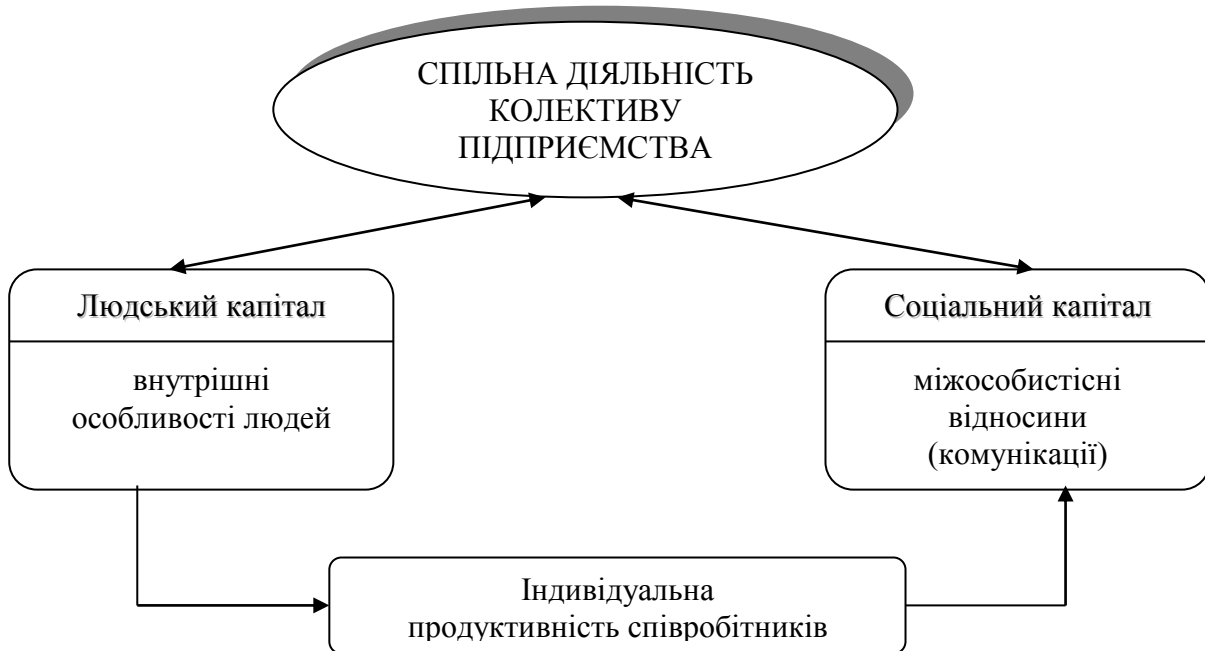 СПІЛЬНА ДІЯЛЬНІСТЬ
КОЛЕКТИВУ
ПІДПРИЄМСТВА
Людський капітал
внутрішні
особливості людей
Соціальний капітал
міжособистісні
відносини
(комунікації)
Індивідуальна
продуктивність співробітників